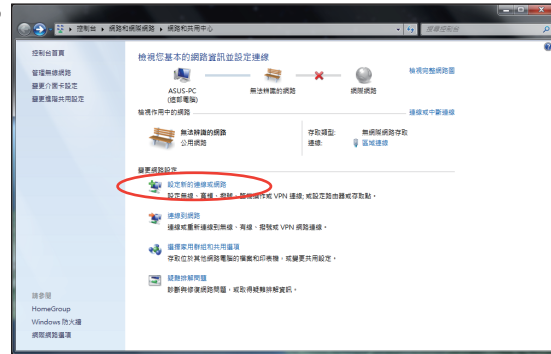 控制台 ▸ 網路和網際網路 ▸ 網路和共用中心
搜尋控制台
控制台首頁
管理無線網路
變更介面卡設定
變更進階共用設定
檢視您基本的網路資訊並設定連線
檢視完整網路圖
ASUS-PC
(這部電腦)
無法辨識的網路
網際網路
檢視作用中的網路
連線或中斷連線
無法辨識的網路
公用網路
存取類型: 無網際網路存取
連線: 區域連線
變更網路設定
設定新的連線或網路
設定無線、寬頻、撥號、臨機操作或 VPN 連線; 或設定路由器或存取點。
連線到網路
連線或重新連線到無線、有線、撥號或 VPN 網路連線。
選擇家用群組和共用選項
存取位於其他網路電腦的檔案和印表機，或變更共用設定。
疑難排解問題
診斷與修復網路問題，或取得疑難排解資訊。
請參閱
HomeGroup
Windows 防火牆
網際網路選項